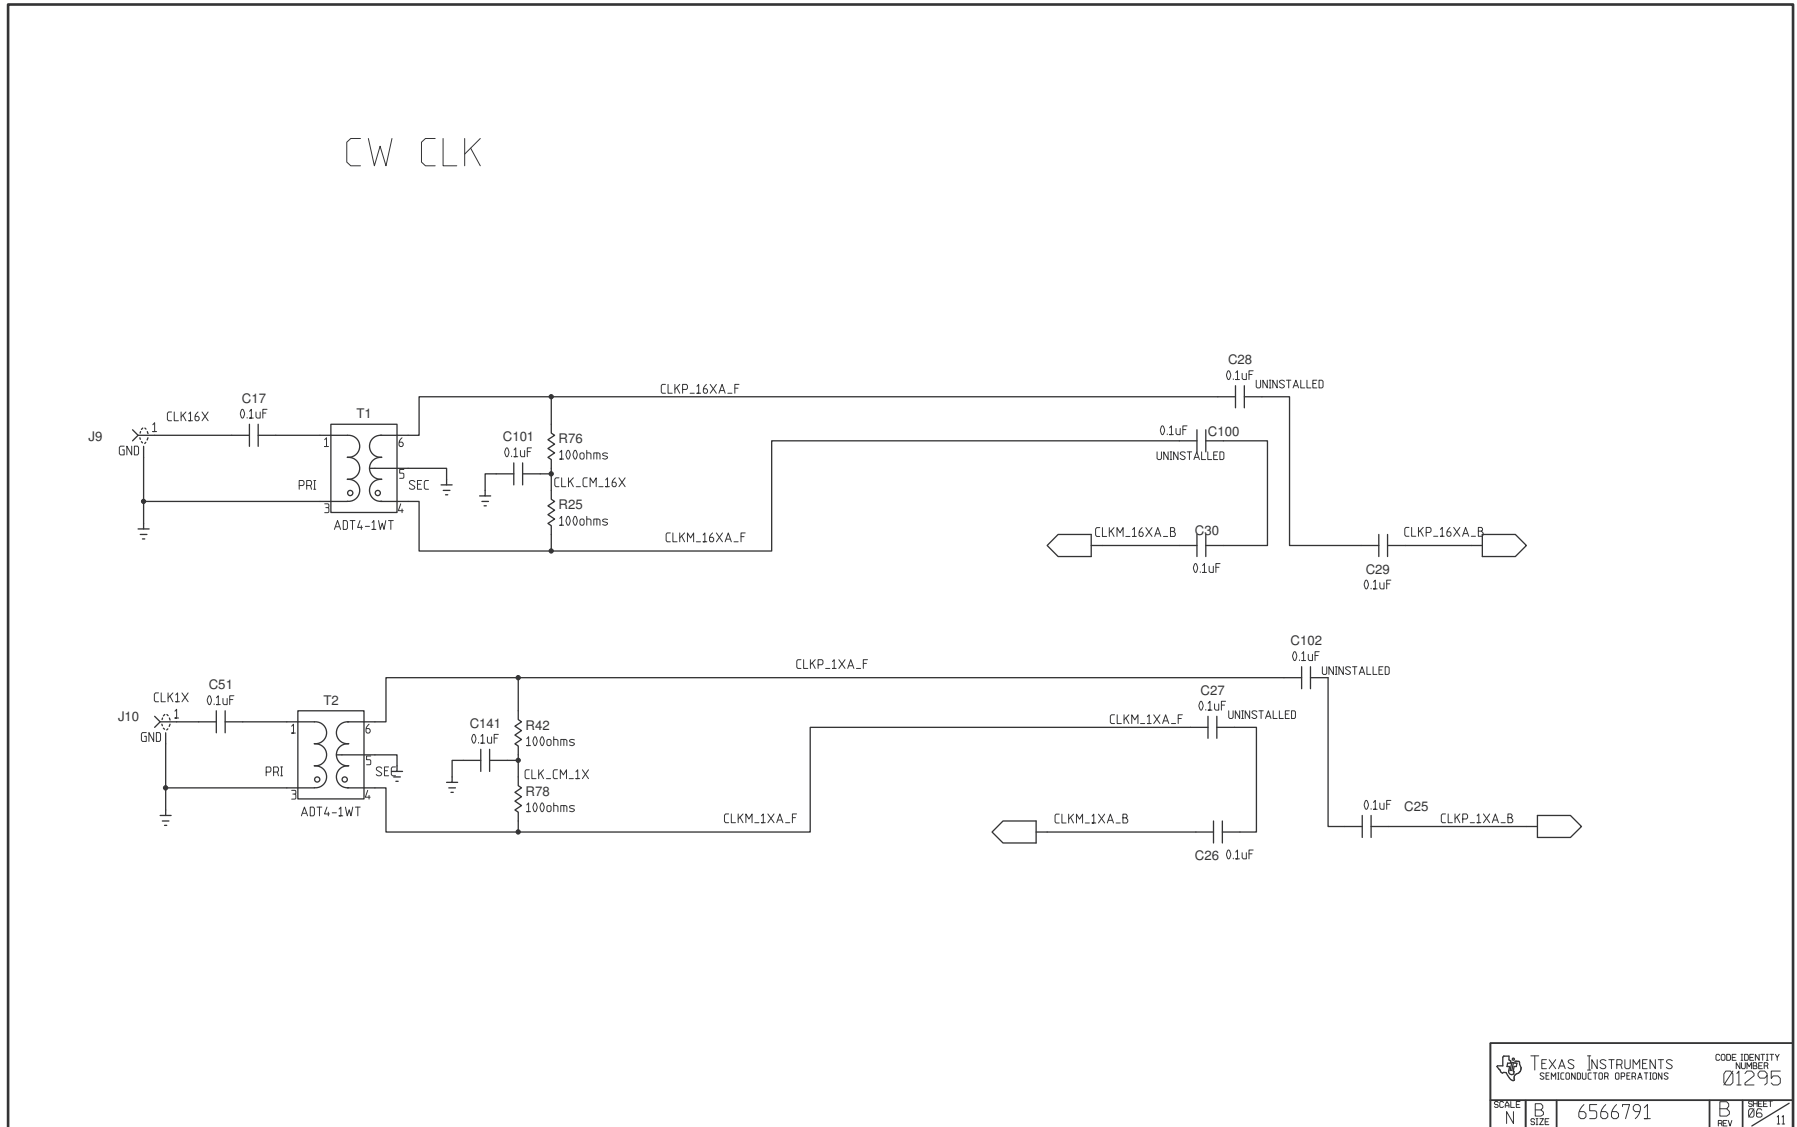 CW CLK
C28
0.1uF
UNINSTALLED
CLKP_16XA_F
C17
0.1uF
CLK16X
T1
J9
1
GND
1
6
5
PRI
SEC
3
4
ADT4-1WT
C101
0.1uF
R76
100ohms
CLK_CM_16X
R25
100ohms
CLKM_16XA_F
0.1uF
C100
UNINSTALLED
CLKM_16XA_B
C30
0.1uF
CLKP_16XA_B
C29
0.1uF
C102
0.1uF
UNINSTALLED
CLKP_1XA_F
C51
0.1uF
CLK1X
T2
J10
1
GND
1
6
5
PRI
SEC
3
4
ADT4-1WT
C141
0.1uF
R42
100ohms
CLK_CM_1X
R78
100ohms
CLKM_1XA_F
C27
0.1uF
UNINSTALLED
CLKM_1XA_F
CLKM_1XA_B
C26 0.1uF
0.1uF C25
CLKP_1XA_B
TEXAS INSTRUMENTS
SEMICONDUCTOR OPERATIONS
CODE IDENTITY
NUMBER
01295
SCALE
N
B
SIZE
6566791
B
REV
SHEET
06
11